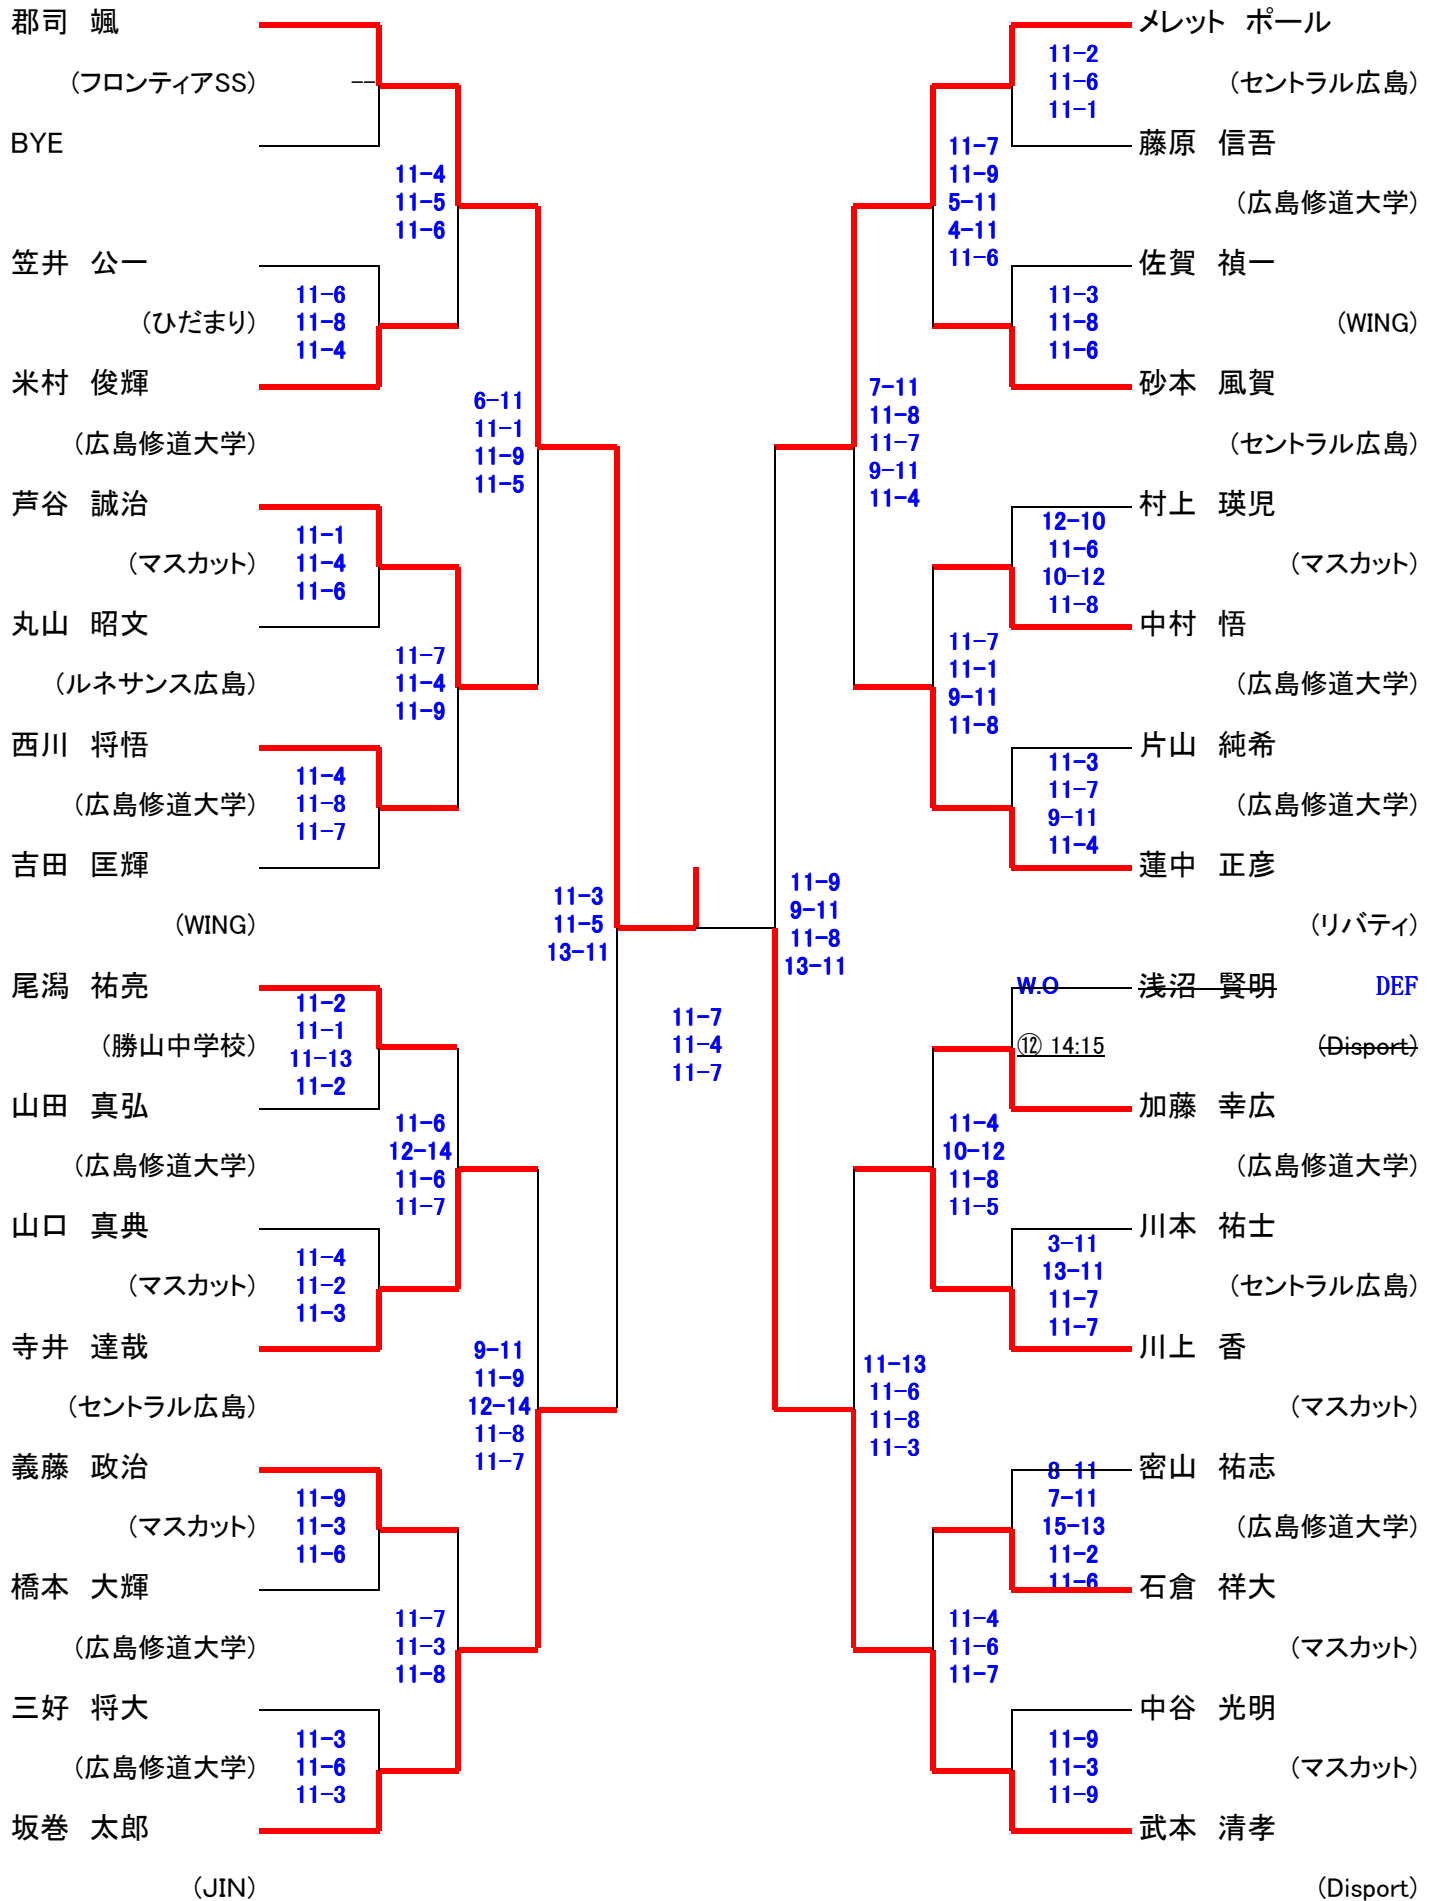 郡司 颯
(フロンティアSS)
--
BYE
11-4
11-5
11-6
笠井 公一
(ひだまり)
11-6
11-8
11-4
米村 俊輝
(広島修道大学)
6-11
11-1
11-9
11-5
芦谷 誠治
(マスカット)
11-1
11-4
11-6
丸山 昭文
(ルネサンス広島)
11-7
11-4
11-9
西川 将悟
(広島修道大学)
11-4
11-8
11-7
吉田 匡輝
(WING)
11-3
11-5
13-11
尾潟 祐亮
(勝山中学校)
11-2
11-1
11-13
11-2
山田 真弘
(広島修道大学)
11-6
12-14
11-6
11-7
山口 真典
(マスカット)
11-4
11-2
11-3
寺井 達哉
(セントラル広島)
9-11
11-9
12-14
11-8
11-7
義藤 政治
(マスカット)
11-9
11-3
11-6
橋本 大輝
(広島修道大学)
11-7
11-3
11-8
三好 将大
(広島修道大学)
11-3
11-6
11-3
坂巻 太郎
(JIN)
11-7
11-4
11-7
メレット ポール
(セントラル広島)
11-2
11-6
11-1
藤原 信吾
(広島修道大学)
11-7
11-9
5-11
4-11
11-6
佐賀 禎一
(WING)
11-3
11-8
11-6
砂本 風賀
(セントラル広島)
7-11
11-8
11-7
9-11
11-4
村上 瑛児
(マスカット)
12-10
11-6
10-12
11-8
中村 悟
(広島修道大学)
11-7
11-1
9-11
11-8
片山 純希
(広島修道大学)
11-3
11-7
9-11
11-4
蓮中 正彦
(リバティ)
11-9
9-11
11-8
13-11
浅沼 賢明 DEF
(Disport)
W.O
⑫ 14:15
加藤 幸広
(広島修道大学)
11-4
10-12
11-8
11-5
川本 祐士
(セントラル広島)
3-11
13-11
11-7
11-7
川上 香
(マスカット)
11-13
11-6
11-8
11-3
密山 祐志
(広島修道大学)
8-11
7-11
15-13
11-2
11-6
石倉 祥大
(マスカット)
11-4
11-6
11-7
中谷 光明
(マスカット)
11-9
11-3
11-9
武本 清孝
(Disport)